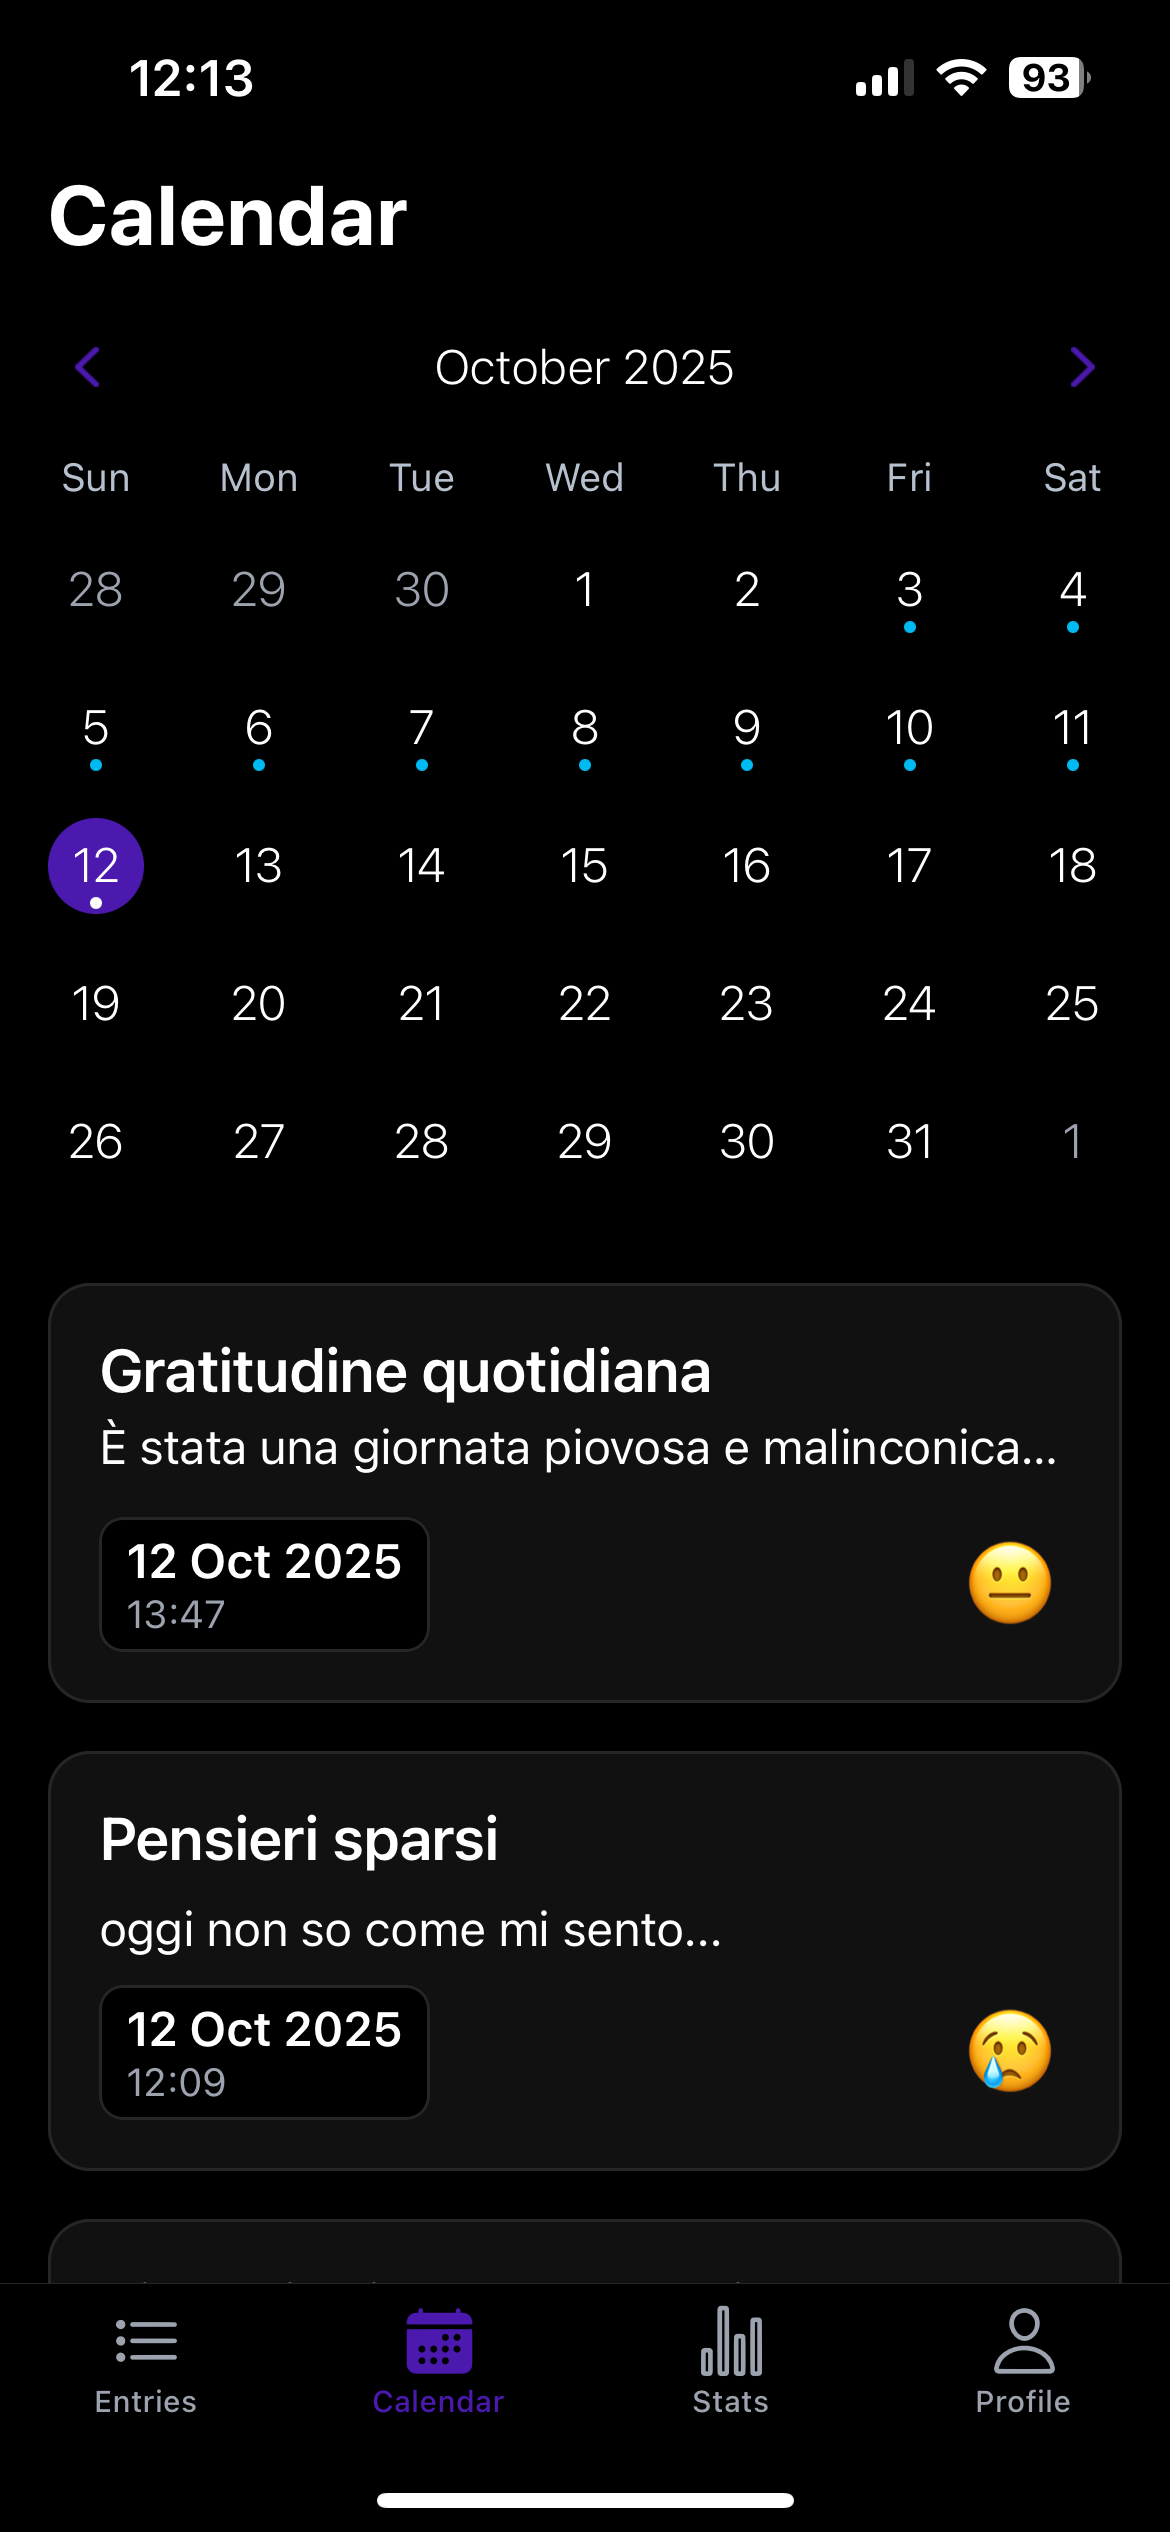 12:13
93
Calendar
October 2025
Sun Mon Tue Wed Thu Fri Sat
28 29 30 1 2 3 4
5 6 7 8 9 10 11
12 13 14 15 16 17 18
19 20 21 22 23 24 25
26 27 28 29 30 31 1
Gratitudine quotidiana
È stata una giornata piovosa e malinconica...
12 Oct 2025
13:47
Pensieri sparsi
oggi non so come mi sento...
12 Oct 2025
12:09
Entries Calendar Stats Profile